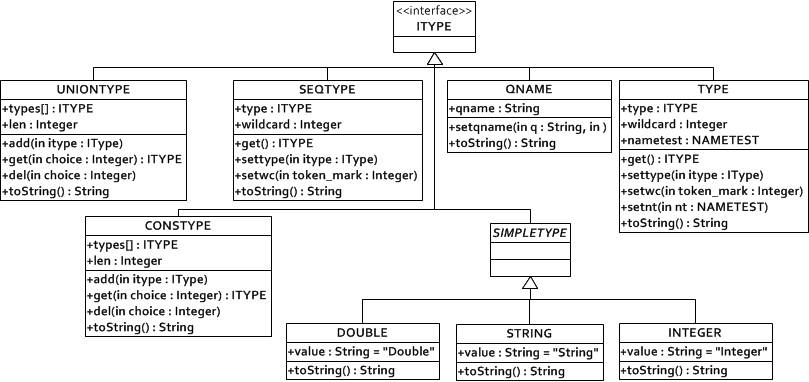 <<interface>>
ITYPE
UNIONTYPE
+types[] : ITYPE
+len : Integer
+add(in itype : IType)
+get(in choice : Integer) : ITYPE
+del(in choice : Integer)
+toString() : String
SEQTYPE
+type : ITYPE
+wildcard : Integer
+get() : ITYPE
+settype(in itype : IType)
+setwc(in token_mark : Integer)
+toString() : String
QNAME
+qname : String
+setqname(in q : String, in )
+toString() : String
TYPE
+type : ITYPE
+wildcard : Integer
+nametest : NAMETEST
+get() : ITYPE
+settype(in itype : IType)
+setwc(in token_mark : Integer)
+setnt(in nt : NAMETEST)
+toString() : String
CONSTYPE
+types[] : ITYPE
+len : Integer
+add(in itype : IType)
+get(in choice : Integer) : ITYPE
+del(in choice : Integer)
+toString() : String
SIMPLETYPE
DOUBLE
+value : String = "Double"
+toString() : String
STRING
+value : String = "String"
+toString() : String
INTEGER
+value : String = "Integer"
+toString() : String